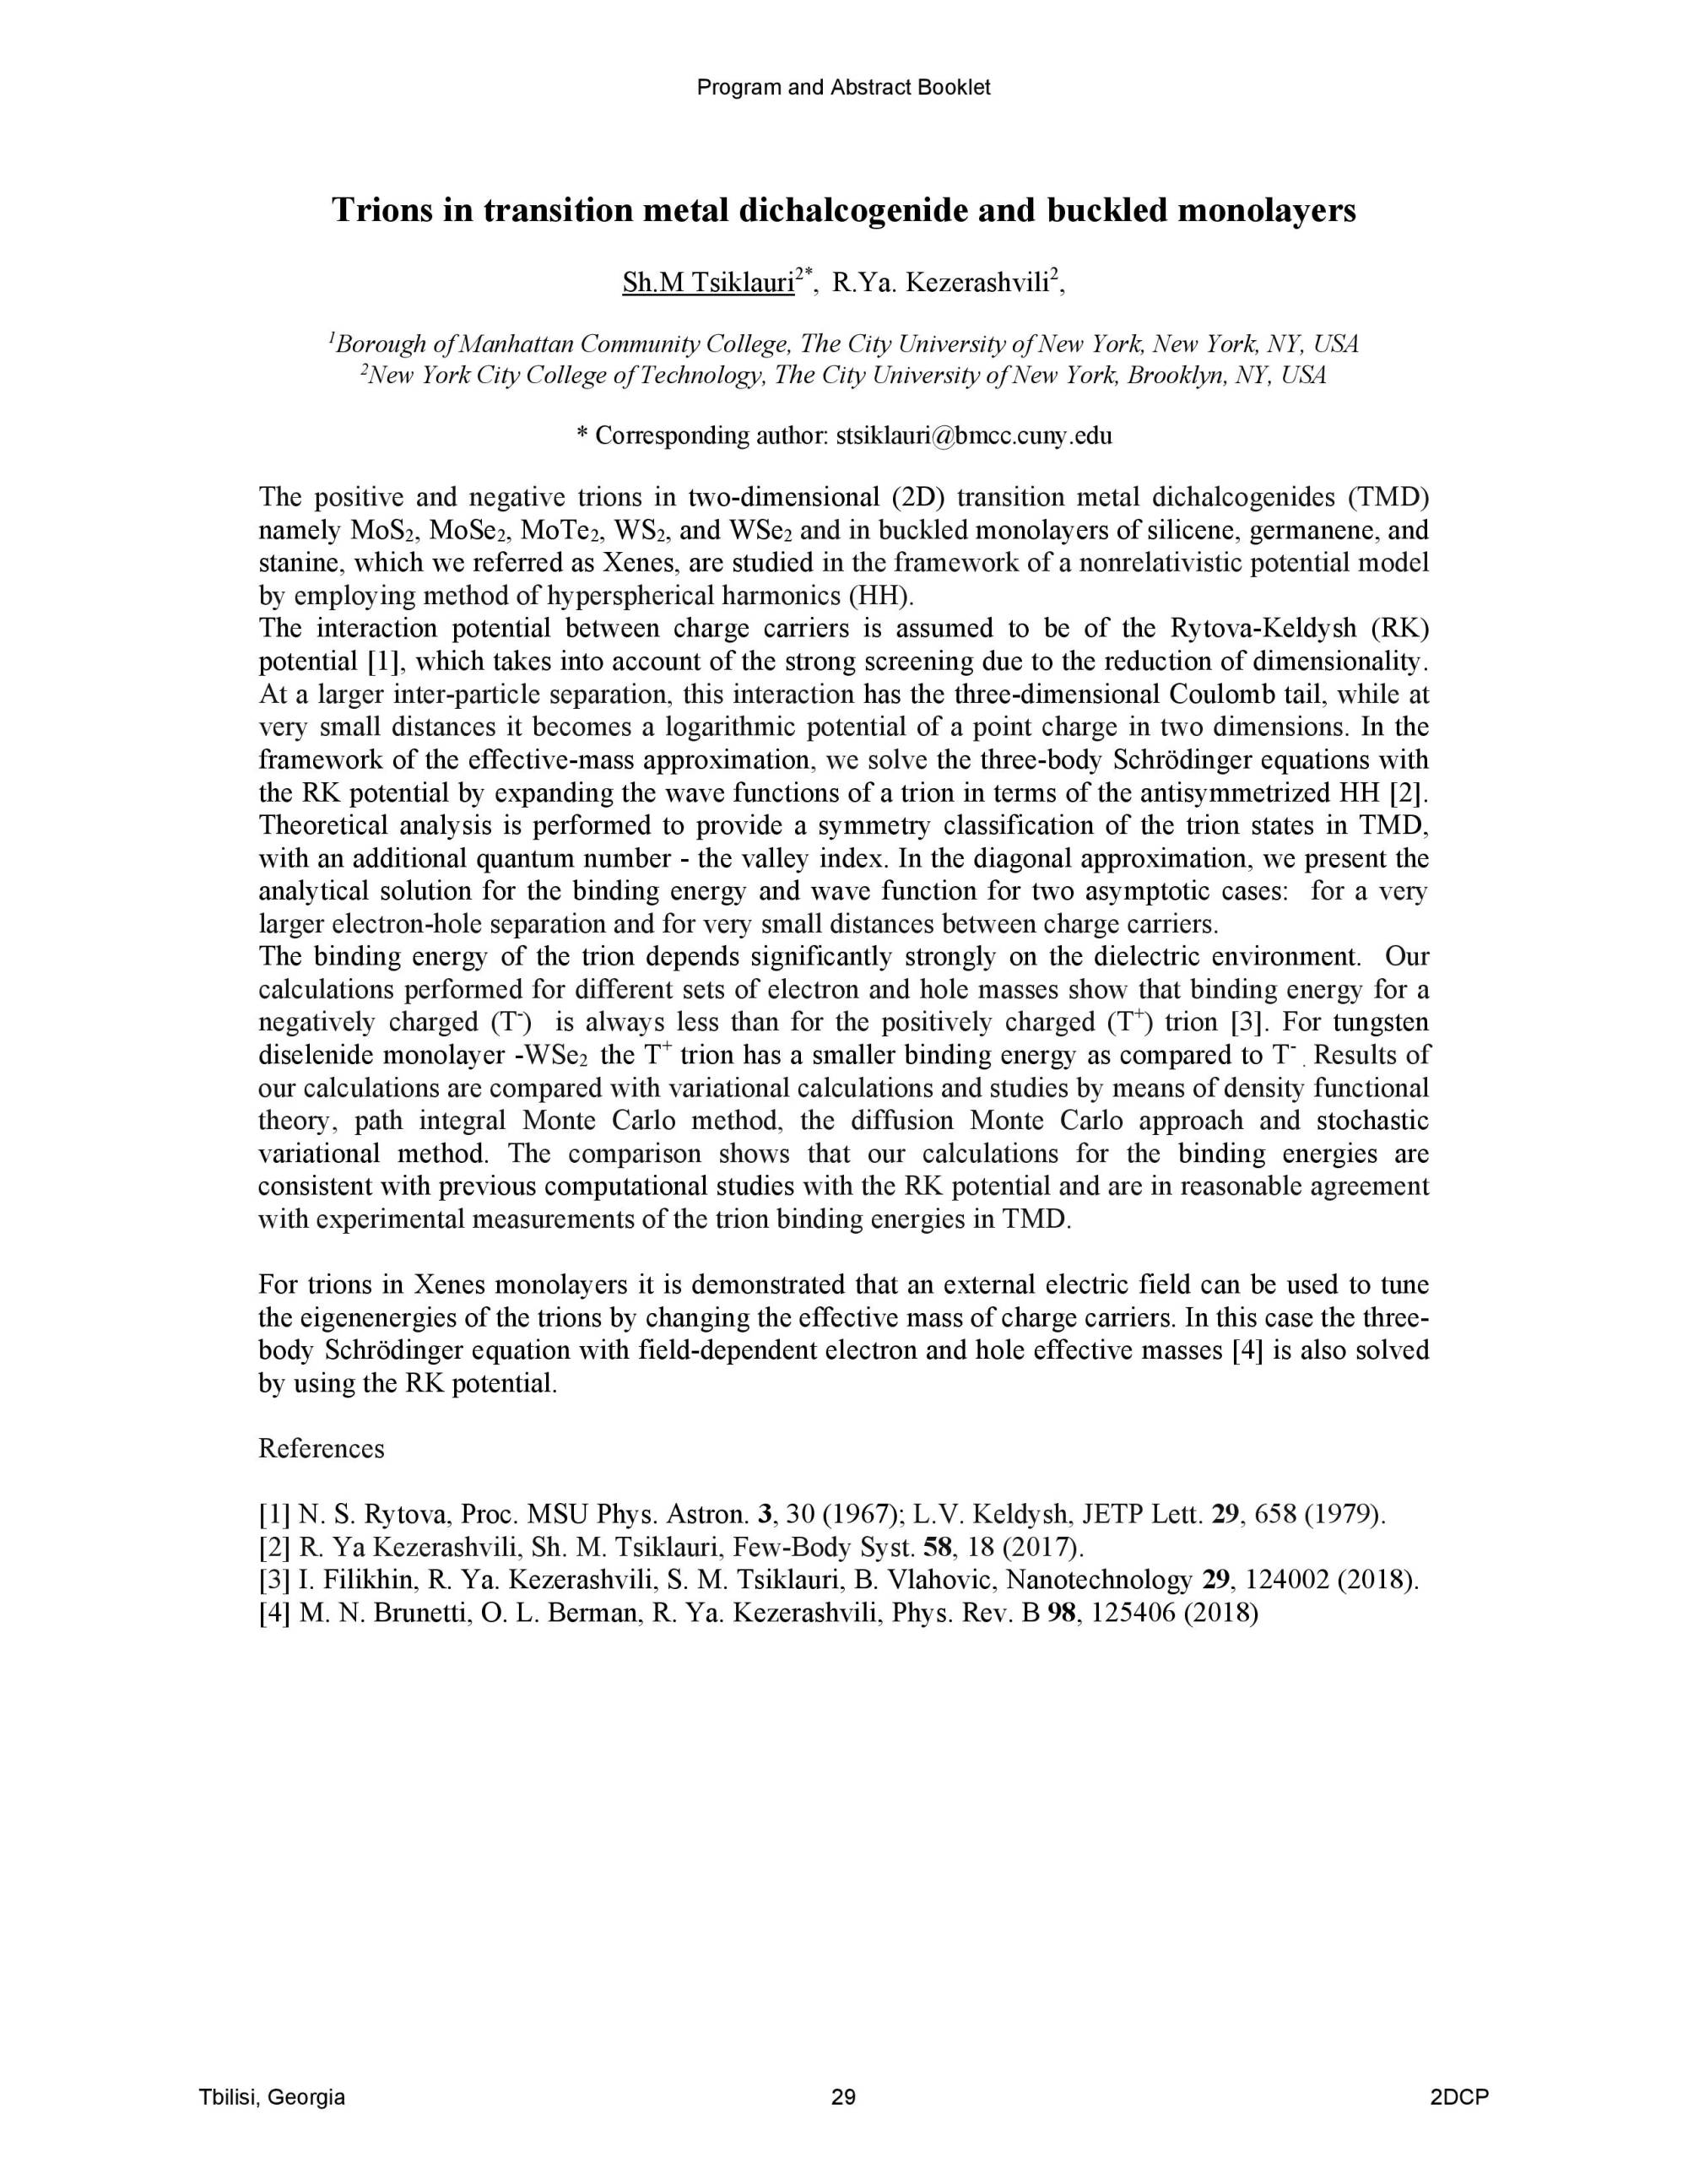 Program and Abstract Booklet
Trions in transition metal dichalcogenide and buckled monolayers
Sh.M Tsiklauri²*, R.Ya. Kezerashvili²,
¹Borough of Manhattan Community College, The City University of New York, New York, NY, USA
²New York City College of Technology, The City University of New York, Brooklyn, NY, USA
* Corresponding author: stsiklauri@bmcc.cuny.edu
The positive and negative trions in two-dimensional (2D) transition metal dichalcogenides (TMD)
namely MoS₂, MoSe₂, MoTe₂, WS₂, and WSe₂ and in buckled monolayers of silicene, germanene, and
stanine, which we referred as Xenes, are studied in the framework of a nonrelativistic potential model
by employing method of hyperspherical harmonics (HH).
The interaction potential between charge carriers is assumed to be of the Rytova-Keldysh (RK)
potential [1], which takes into account of the strong screening due to the reduction of dimensionality.
At a larger inter-particle separation, this interaction has the three-dimensional Coulomb tail, while at
very small distances it becomes a logarithmic potential of a point charge in two dimensions. In the
framework of the effective-mass approximation, we solve the three-body Schrödinger equations with
the RK potential by expanding the wave functions of a trion in terms of the antisymmetrized HH [2].
Theoretical analysis is performed to provide a symmetry classification of the trion states in TMD,
with an additional quantum number - the valley index. In the diagonal approximation, we present the
analytical solution for the binding energy and wave function for two asymptotic cases: for a very
larger electron-hole separation and for very small distances between charge carriers.
The binding energy of the trion depends significantly strongly on the dielectric environment. Our
calculations performed for different sets of electron and hole masses show that binding energy for a
negatively charged (T⁻) is always less than for the positively charged (T⁺) trion [3]. For tungsten
diselenide monolayer -WSe₂ the T⁺ trion has a smaller binding energy as compared to T⁻. Results of
our calculations are compared with variational calculations and studies by means of density functional
theory, path integral Monte Carlo method, the diffusion Monte Carlo approach and stochastic
variational method. The comparison shows that our calculations for the binding energies are
consistent with previous computational studies with the RK potential and are in reasonable agreement
with experimental measurements of the trion binding energies in TMD.
For trions in Xenes monolayers it is demonstrated that an external electric field can be used to tune
the eigenenergies of the trions by changing the effective mass of charge carriers. In this case the three-
body Schrödinger equation with field-dependent electron and hole effective masses [4] is also solved
by using the RK potential.
References
[1] N. S. Rytova, Proc. MSU Phys. Astron. 3, 30 (1967); L.V. Keldysh, JETP Lett. 29, 658 (1979).
[2] R. Ya Kezerashvili, Sh. M. Tsiklauri, Few-Body Syst. 58, 18 (2017).
[3] I. Filikhin, R. Ya. Kezerashvili, S. M. Tsiklauri, B. Vlahovic, Nanotechnology 29, 124002 (2018).
[4] M. N. Brunetti, O. L. Berman, R. Ya. Kezerashvili, Phys. Rev. B 98, 125406 (2018)
Tbilisi, Georgia 29 2DCP